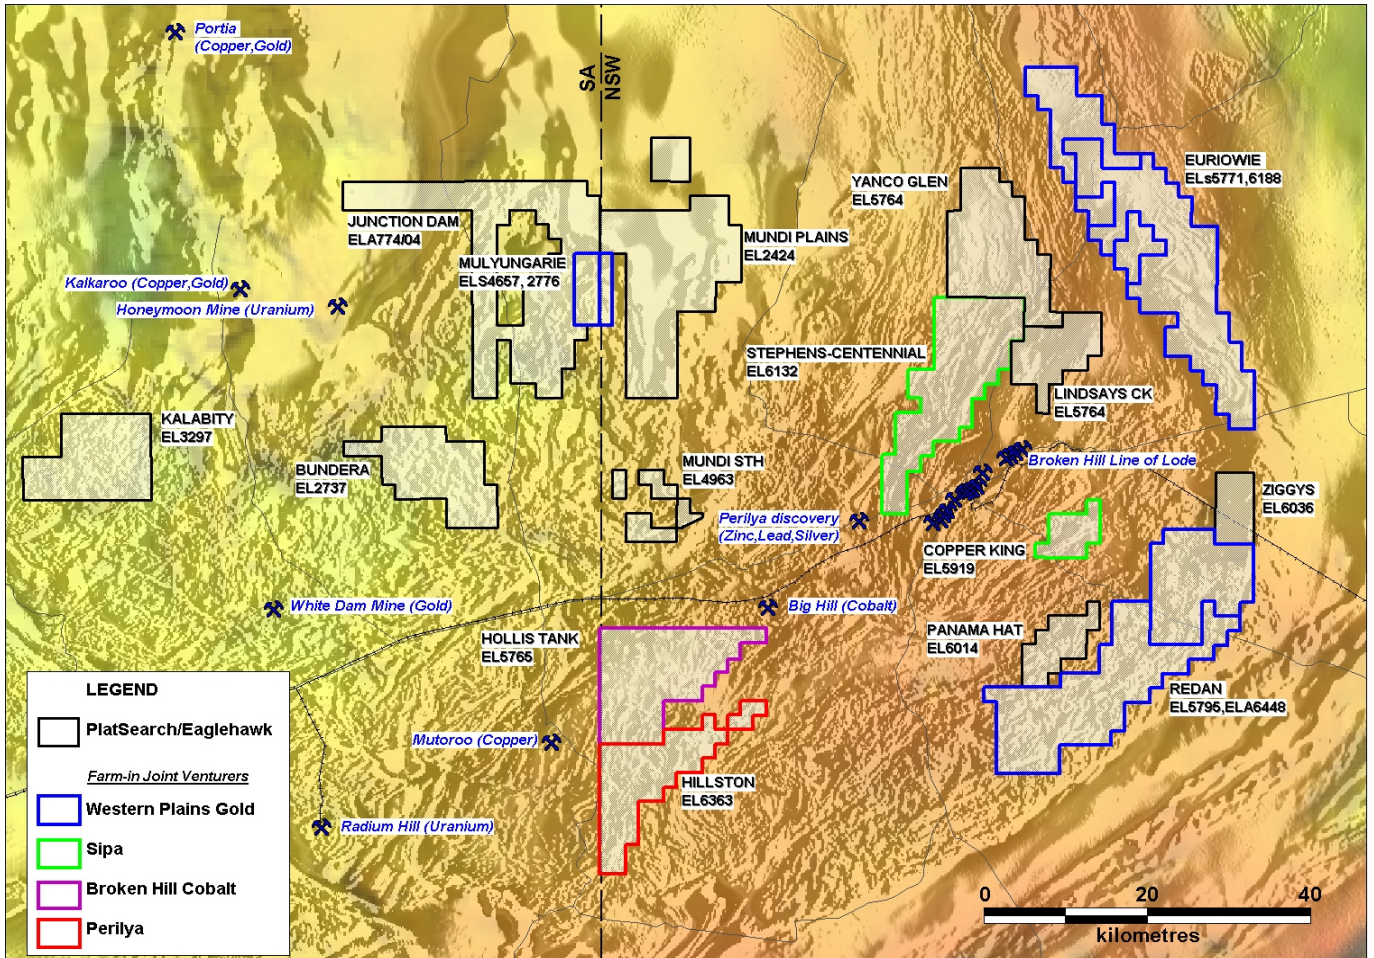 Portia
(Copper,Gold)
SA
NSW
EURIOWIE
ELs5771,6188
YANCO GLEN
EL5764
JUNCTION DAM
ELA774/04
MUNDI PLAINS
EL2424
MULYUNGARIE
ELS4657, 2776
Kalkaroo (Copper,Gold)
Honeymoon Mine (Uranium)
STEPHENS-CENTENNIAL
EL6132
LINDSAYS CK
EL5764
KALABITY
EL3297
BUNDERA
EL2737
MUNDI STH
EL4963
Broken Hill Line of Lode
ZIGGYS
EL6036
Perilya discovery
(Zinc,Lead,Silver)
COPPER KING
EL5919
White Dam Mine (Gold)
Big Hill (Cobalt)
HOLLIS TANK
EL5765
PANAMA HAT
EL6014
REDAN
EL5795,ELA6448
Mutoroo (Copper)
HILLSTON
EL6363
Radium Hill (Uranium)
LEGEND
PlatSearch/Eaglehawk
Farm-in Joint Venturers
Western Plains Gold
Sipa
Broken Hill Cobalt
Perilya
0 20 40
kilometres